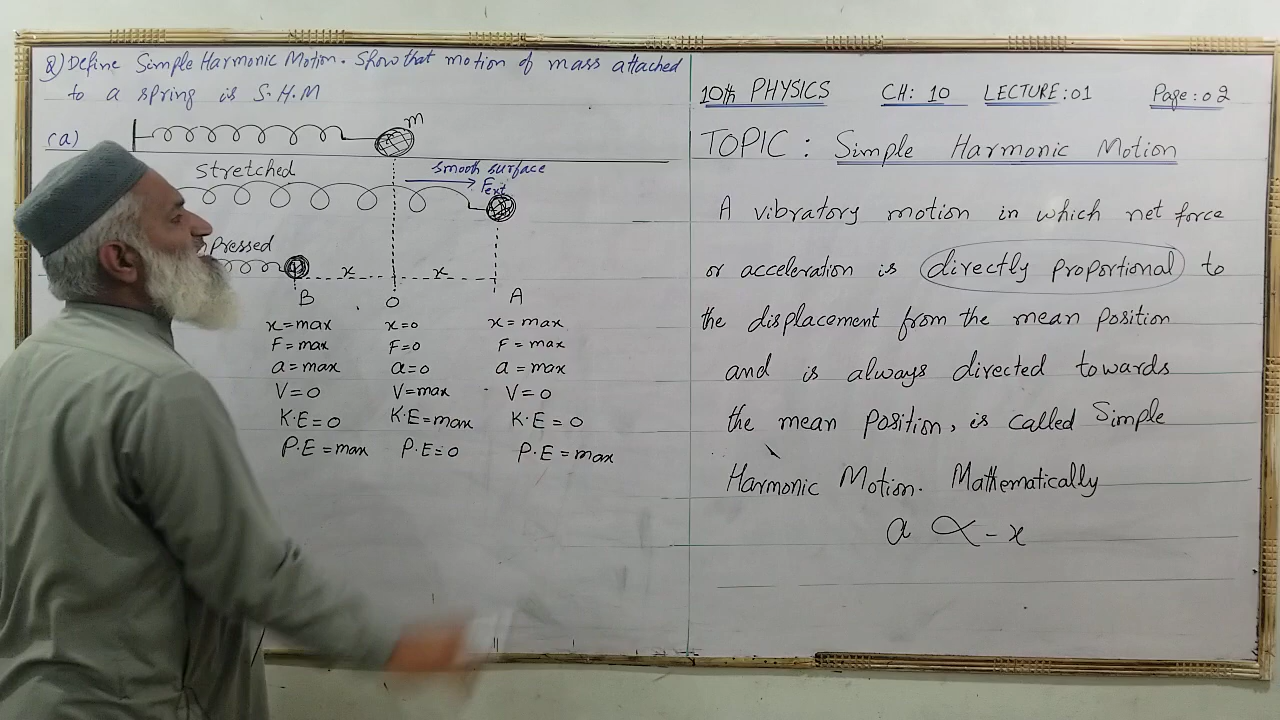 Q) Define Simple Harmonic Motion. Show that motion of mass attached
to a spring is S.H.M
(a)
m
stretched
Smooth surface
Fext
pressed
x x
B O A
x=max x=0 x=max
F=max F=0 F=max
a=max a=0 a=max
V=0 V=max V=0
K.E=0 K.E=max K.E=0
P.E=max P.E=0 P.E=max
10th PHYSICS CH: 10 LECTURE:01 Page:02
TOPIC: Simple Harmonic Motion
A vibratory motion in which net force
or acceleration is directly proportional to
the displacement from the mean position
and is always directed towards
the mean position, is called Simple
Harmonic Motion. Mathematically
a ∝ -x